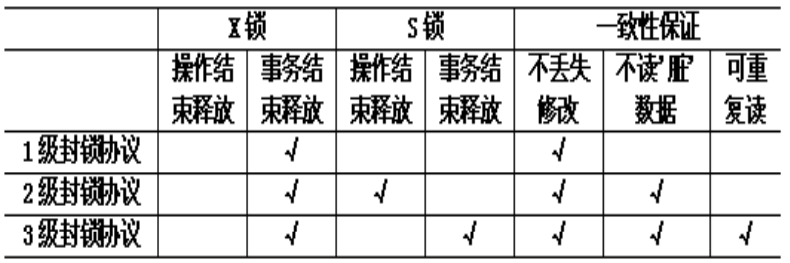 X锁 S锁 一致性保证
操作结 事务结 操作结 事务结 不丢失 不读'脏' 可重
束释放 束释放 束释放 束释放 修改 数据 复读
1级封锁协议 √ √
2级封锁协议 √ √ √ √
3级封锁协议 √ √ √ √ √